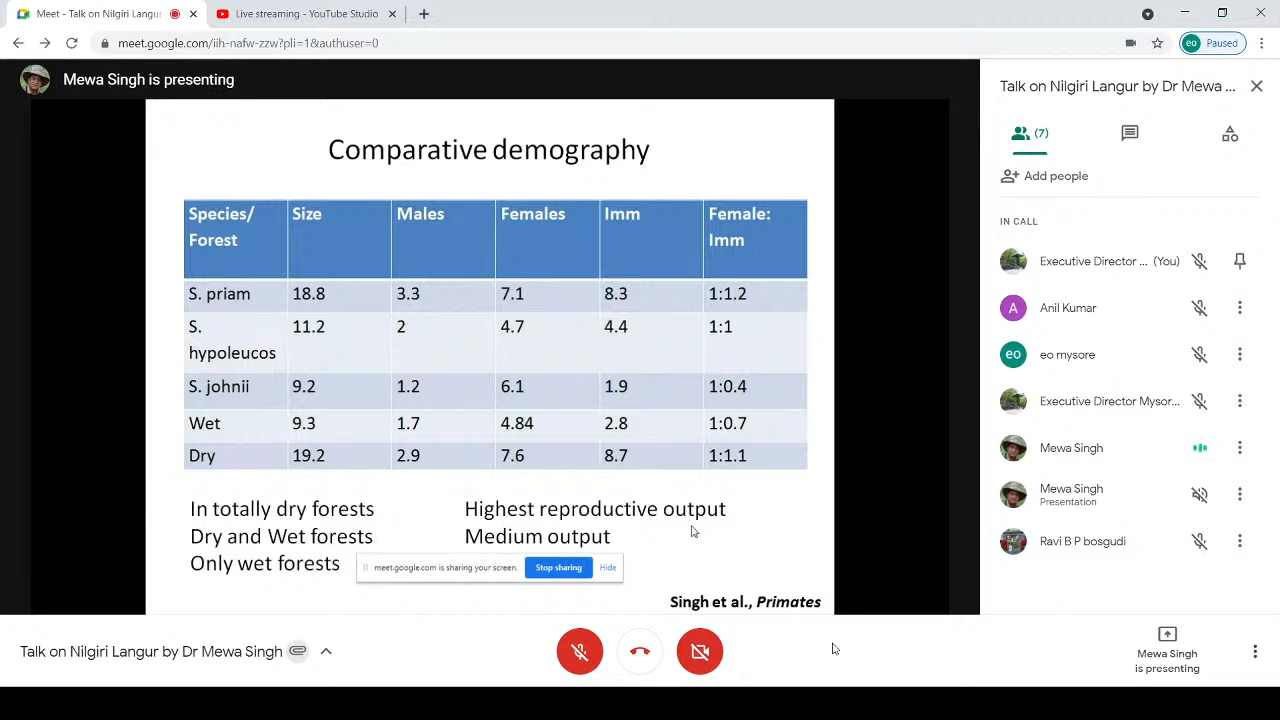 Meet - Talk on Nilgiri Langur
Live streaming - YouTube Studio
meet.google.com/iih-nafw-zzw?pli=1&authuser=0
eo Paused
Mewa Singh is presenting
Comparative demography
Species/ Forest Size Males Females Imm Female: Imm
S. priam 18.8 3.3 7.1 8.3 1:1.2
S. hypoleucos 11.2 2 4.7 4.4 1:1
S. johnii 9.2 1.2 6.1 1.9 1:0.4
Wet 9.3 1.7 4.84 2.8 1:0.7
Dry 19.2 2.9 7.6 8.7 1:1.1
In totally dry forests Highest reproductive output
Dry and Wet forests Medium output
Only wet forests
meet.google.com is sharing your screen. Stop sharing Hide
Singh et al., Primates
Talk on Nilgiri Langur by Dr Mewa ...
(7)
Add people
IN CALL
Executive Director ... (You)
A Anil Kumar
eo eo mysore
Executive Director Mysor...
Mewa Singh
Mewa Singh
Presentation
Ravi B P bosgudi
Talk on Nilgiri Langur by Dr Mewa Singh
Mewa Singh
is presenting